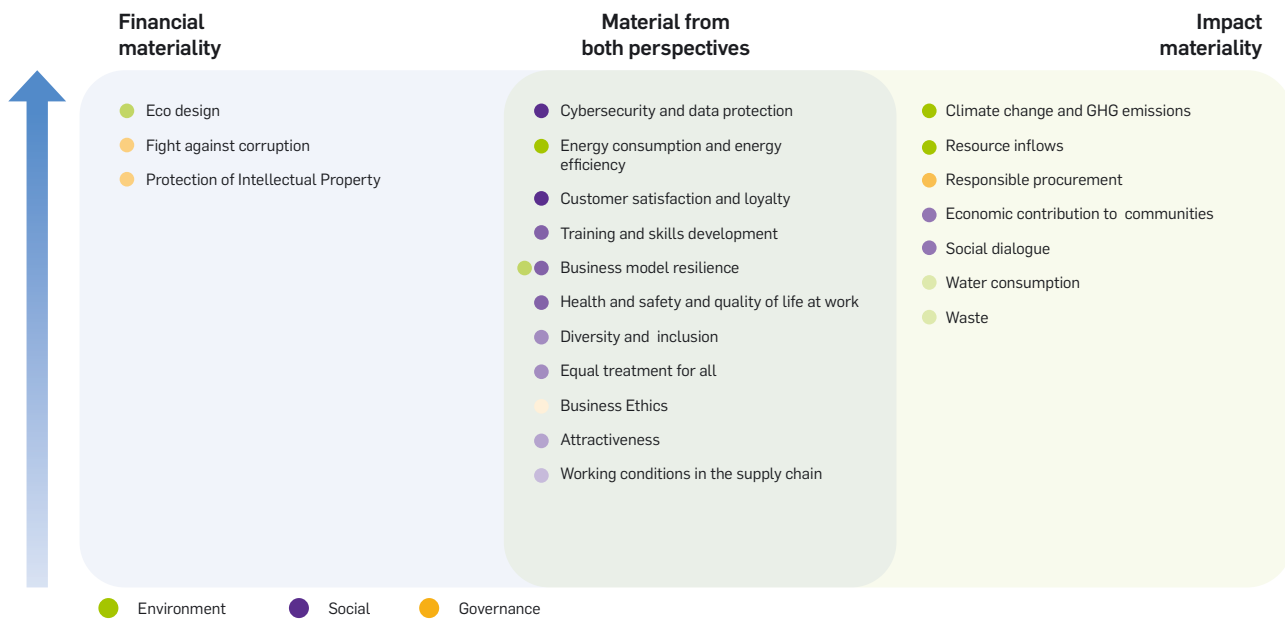 Financial
materiality
Material from
both perspectives
Impact
materiality
Eco design
Fight against corruption
Protection of Intellectual Property
Cybersecurity and data protection
Energy consumption and energy
efficiency
Customer satisfaction and loyalty
Training and skills development
Business model resilience
Health and safety and quality of life at work
Diversity and inclusion
Equal treatment for all
Business Ethics
Attractiveness
Working conditions in the supply chain
Climate change and GHG emissions
Resource inflows
Responsible procurement
Economic contribution to communities
Social dialogue
Water consumption
Waste
Environment
Social
Governance